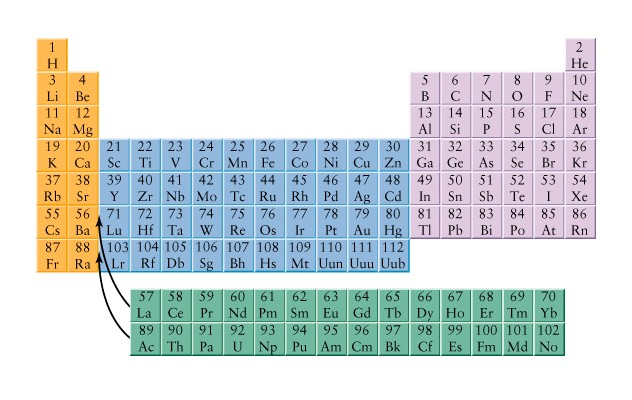 1 2
H He
3 4 5 6 7 8 9 10
Li Be B C N O F Ne
11 12 13 14 15 16 17 18
Na Mg Al Si P S Cl Ar
19 20 21 22 23 24 25 26 27 28 29 30 31 32 33 34 35 36
K Ca Sc Ti V Cr Mn Fe Co Ni Cu Zn Ga Ge As Se Br Kr
37 38 39 40 41 42 43 44 45 46 47 48 49 50 51 52 53 54
Rb Sr Y Zr Nb Mo Tc Ru Rh Pd Ag Cd In Sn Sb Te I Xe
55 56 71 72 73 74 75 76 77 78 79 80 81 82 83 84 85 86
Cs Ba Lu Hf Ta W Re Os Ir Pt Au Hg Tl Pb Bi Po At Rn
87 88 103 104 105 106 107 108 109 110 111 112
Fr Ra Lr Rf Db Sg Bh Hs Mt Uun Uuu Uub
57 58 59 60 61 62 63 64 65 66 67 68 69 70
La Ce Pr Nd Pm Sm Eu Gd Tb Dy Ho Er Tm Yb
89 90 91 92 93 94 95 96 97 98 99 100 101 102
Ac Th Pa U Np Pu Am Cm Bk Cf Es Fm Md No